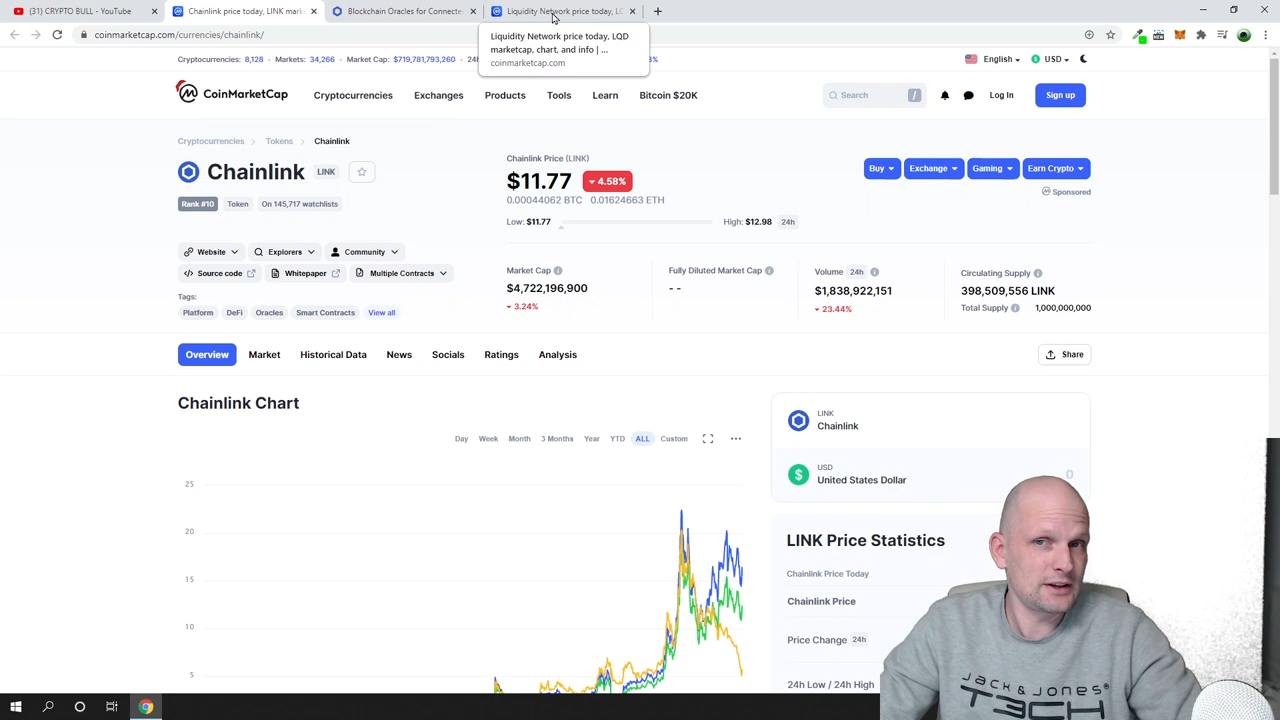 (31) CRYPTO BULL - YouTube
Chainlink price today, LINK mar
Blockchain Oracles for Connecte
Liquidity Network price today, L
coinmarketcap.com/currencies/chainlink/
Liquidity Network price today, LQD
marketcap, chart, and info | ...
coinmarketcap.com
Cryptocurrencies: 8,128 Markets: 34,266 Market Cap: $719,781,793,260
English USD
CoinMarketCap
Cryptocurrencies Exchanges Products Tools Learn Bitcoin $20K
Search /
Log In
Sign up
Cryptocurrencies > Tokens > Chainlink
Chainlink LINK
Rank #10 Token On 145,717 watchlists
Chainlink Price (LINK)
$11.77 4.58%
0.00044062 BTC 0.01624663 ETH
Low: $11.77 High: $12.98 24h
Buy Exchange Gaming Earn Crypto
Sponsored
Website Explorers Community
Source code Whitepaper Multiple Contracts
Tags:
Platform DeFi Oracles Smart Contracts View all
Market Cap
$4,722,196,900
3.24%
Fully Diluted Market Cap
- -
Volume 24h
$1,838,922,151
23.44%
Circulating Supply
398,509,556 LINK
Total Supply 1,000,000,000
Overview Market Historical Data News Socials Ratings Analysis
Share
Chainlink Chart
Day Week Month 3 Months Year YTD ALL Custom
25
20
15
10
5
LINK
Chainlink
USD
United States Dollar
0
LINK Price Statistics
Chainlink Price Today
Chainlink Price
Price Change 24h
24h Low / 24h High
JACK & JONES®
T3CH